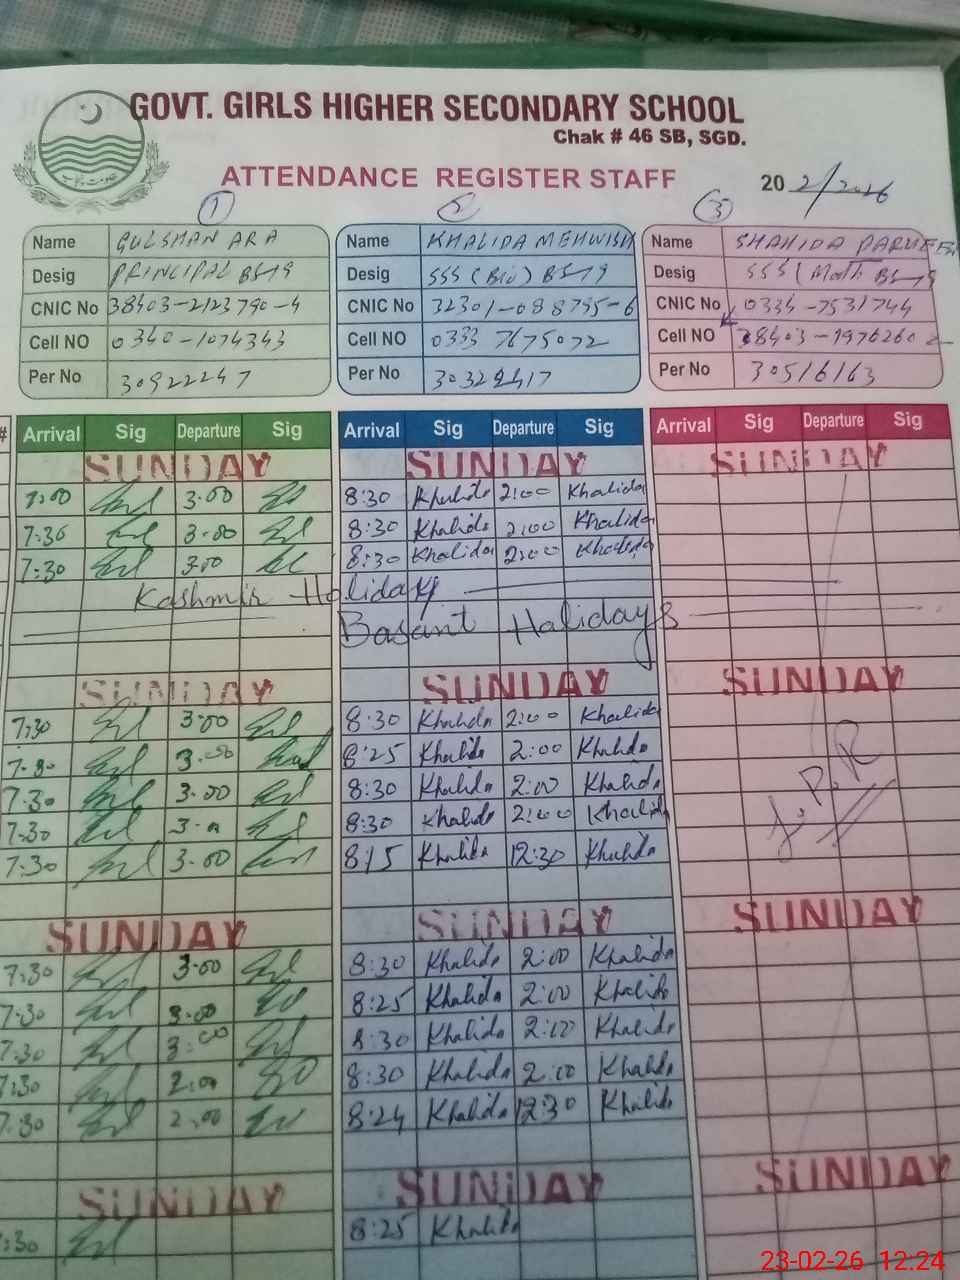 GOVT. GIRLS HIGHER SECONDARY SCHOOL
Chak # 46 SB, SGD.
ATTENDANCE REGISTER STAFF 20 2/2026
1 2 3
Name GULSHAN ARA Name KHALIDA MEHWISH Name SHAHIDA PARVEEN
Desig PRINCIPAL BS-19 Desig SSS (Bio) BS-19 Desig SSS (Math BS-19
CNIC No 38403-2123790-4 CNIC No 32301-088795-6 CNIC No 0334-7531744
Cell NO 0340-1074343 Cell NO 0333 7675072 Cell NO 38403-1976260 2
Per No 30922247 Per No 30329417 Per No 30516163
# Arrival Sig Departure Sig Arrival Sig Departure Sig Arrival Sig Departure Sig
SUNDAY SUNDAY SUNDAY
7:00 3.00 8:30 Khalida 2:00 Khalida
7:30 3.00 8:30 Khalida 2:00 Khalida
7:30 3.00 8:30 Khalida 2:00 Khalida
Kashmir Holidays
Basant Halidays
SUNDAY SUNDAY SUNDAY
7:30 3.00 8:30 Khalida 2:00 Khalida
7.30 3.00 8:25 Khalida 2:00 Khalida
7.30 3.00 8:30 Khalida 2:00 Khalida
7.30 8:30 Khalida 2:00 Khalida
7.30 3.00 8:15 Khalida 12:30 Khalida
SUNDAY SUNDAY SUNDAY
7:30 3.00 8:30 Khalida 2:00 Khalida
7.30 3.00 8:25 Khalida 2:00 Khalida
7.30 3.00 8:30 Khalida 2:00 Khalida
7:30 2.00 8:30 Khalida 2:00 Khalida
7.30 2.00 8:24 Khalida 12:30 Khalida
SUNDAY SUNDAY SUNDAY
:30 8:25 Khalida
23-02-26 12:24